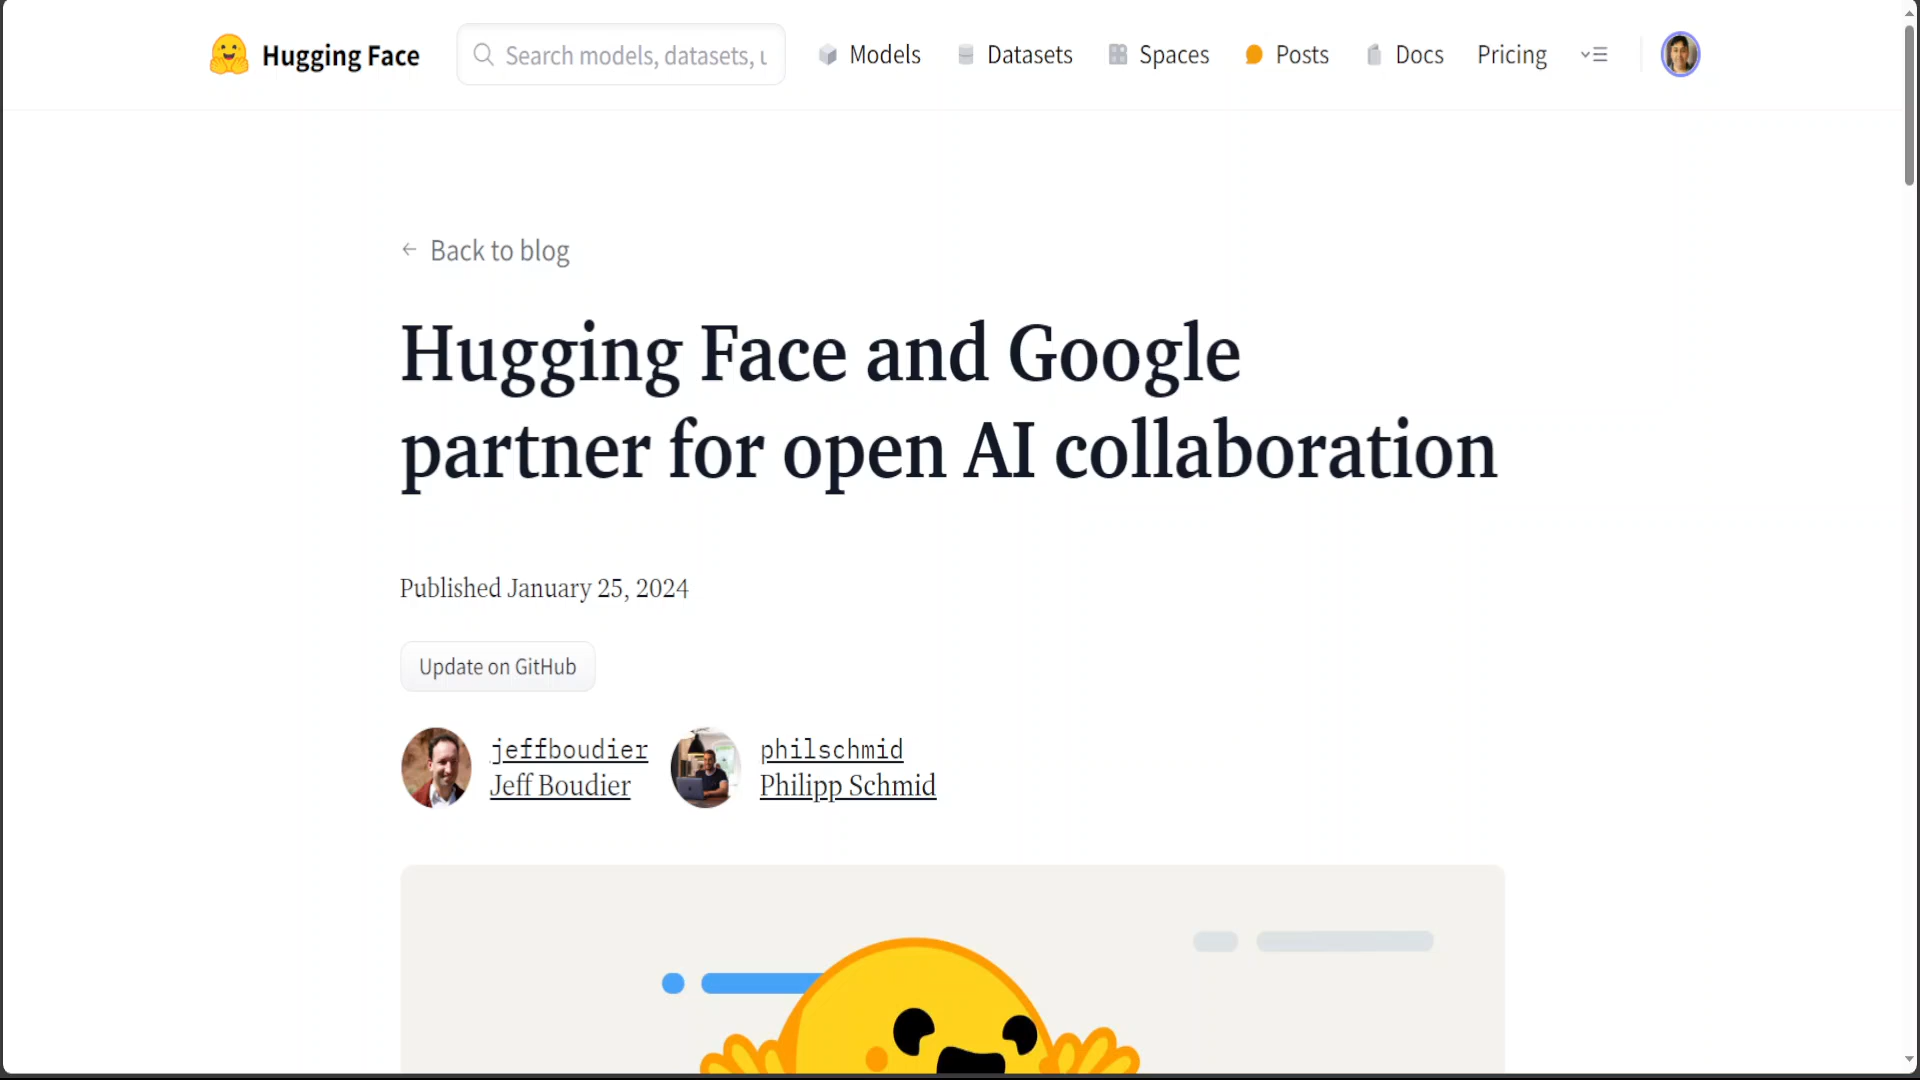 Hugging Face
Search models, datasets, u
Models
Datasets
Spaces
Posts
Docs
Pricing
Back to blog
Hugging Face and Google
partner for open AI collaboration
Published January 25, 2024
Update on GitHub
jeffboudier
Jeff Boudier
philschmid
Philipp Schmid